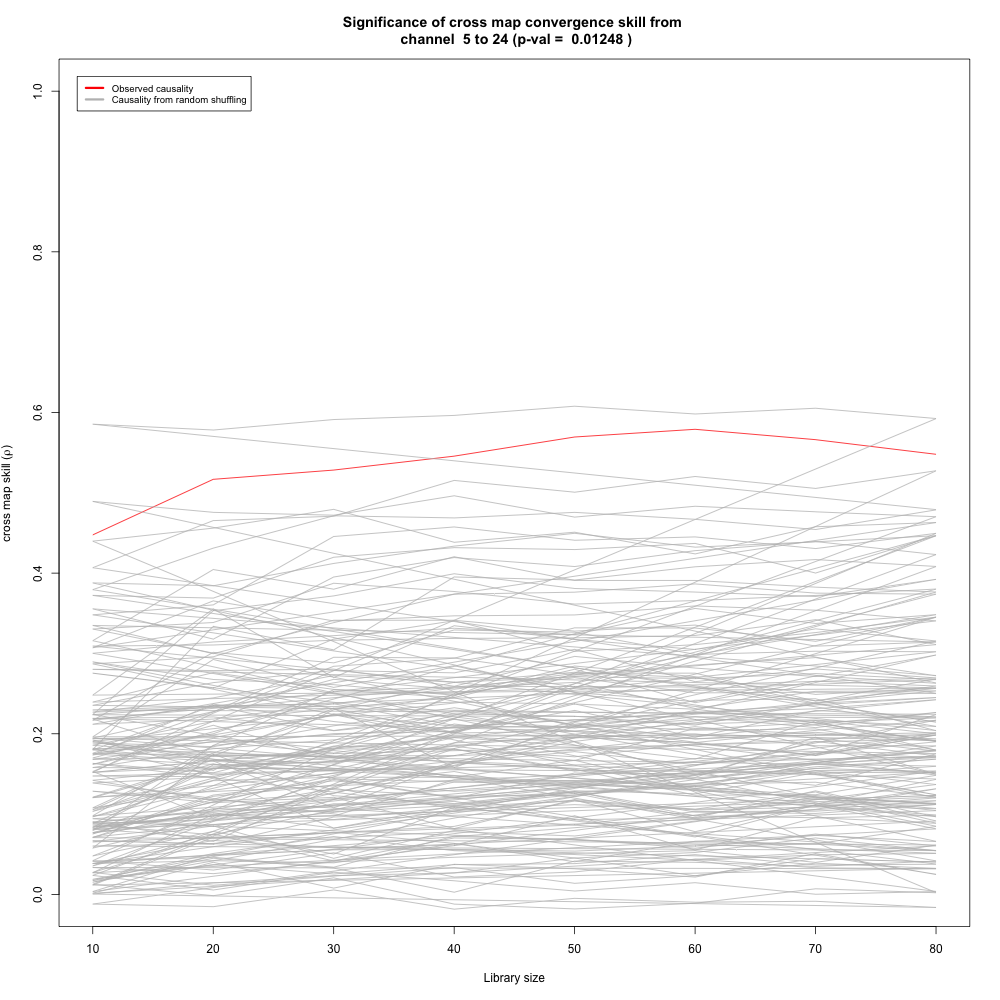 Significance of cross map convergence skill from
channel  5 to 24 (p-val =  0.01248 )
Observed causality
Causality from random shuffling
cross map skill (ρ)
1.0
0.8
0.6
0.4
0.2
0.0
10 20 30 40 50 60 70 80
Library size